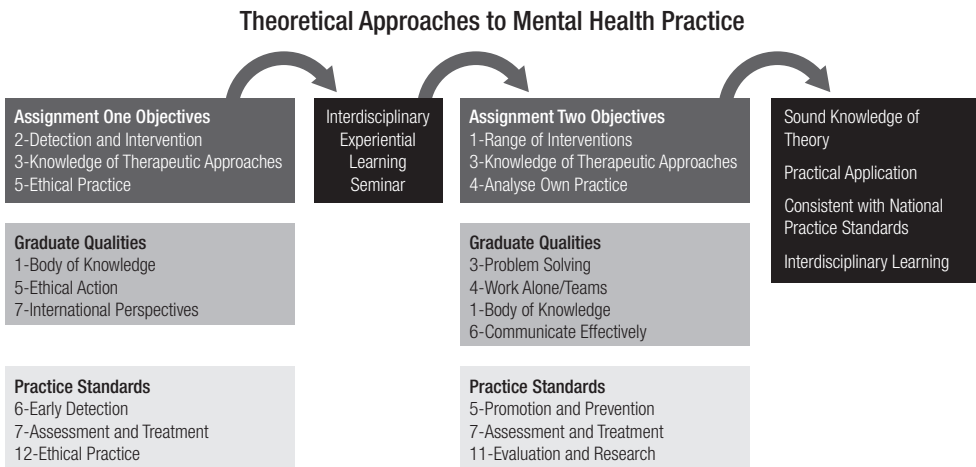 Theoretical Approaches to Mental Health Practice
Assignment One Objectives
2-Detection and Intervention
3-Knowledge of Therapeutic Approaches
5-Ethical Practice
Graduate Qualities
1-Body of Knowledge
5-Ethical Action
7-International Perspectives
Practice Standards
6-Early Detection
7-Assessment and Treatment
12-Ethical Practice
Interdisciplinary
Experiential
Learning
Seminar
Assignment Two Objectives
1-Range of Interventions
3-Knowledge of Therapeutic Approaches
4-Analyse Own Practice
Graduate Qualities
3-Problem Solving
4-Work Alone/Teams
1-Body of Knowledge
6-Communicate Effectively
Practice Standards
5-Promotion and Prevention
7-Assessment and Treatment
11-Evaluation and Research
Sound Knowledge of
Theory
Practical Application
Consistent with National
Practice Standards
Interdisciplinary Learning